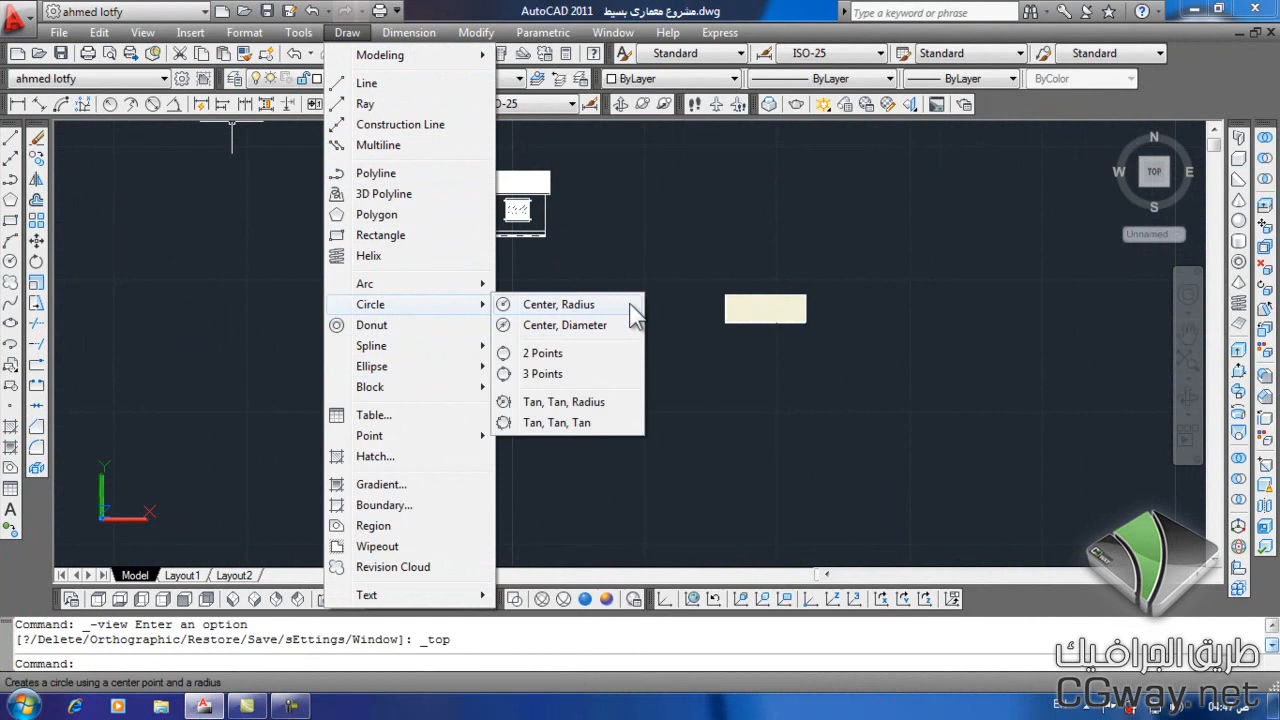 ahmed lotfy
AutoCAD 2011 مشروع معمارى بسيط.dwg
Type a keyword or phrase
File Edit View Insert Format Tools Draw Dimension Modify Parametric Window Help Express
Standard ISO-25 Standard Standard
ahmed lotfy ByLayer ByLayer ByLayer ByColor
Modeling
Line
Ray
Construction Line
Multiline
Polyline
3D Polyline
Polygon
Rectangle
Helix
Arc
Circle
Donut
Spline
Ellipse
Block
Table...
Point
Hatch...
Gradient...
Boundary...
Region
Wipeout
Revision Cloud
Text
Center, Radius
Center, Diameter
2 Points
3 Points
Tan, Tan, Radius
Tan, Tan, Tan
N
W TOP E
S
Unnamed
Y
X
A
Model Layout1 Layout2
Command: _-view Enter an option
[?/Delete/Orthographic/Restore/Save/sEttings/Window]: _top
Command:
Creates a circle using a center point and a radius
طريق الجرافيك
CGway.net
04:47 ص